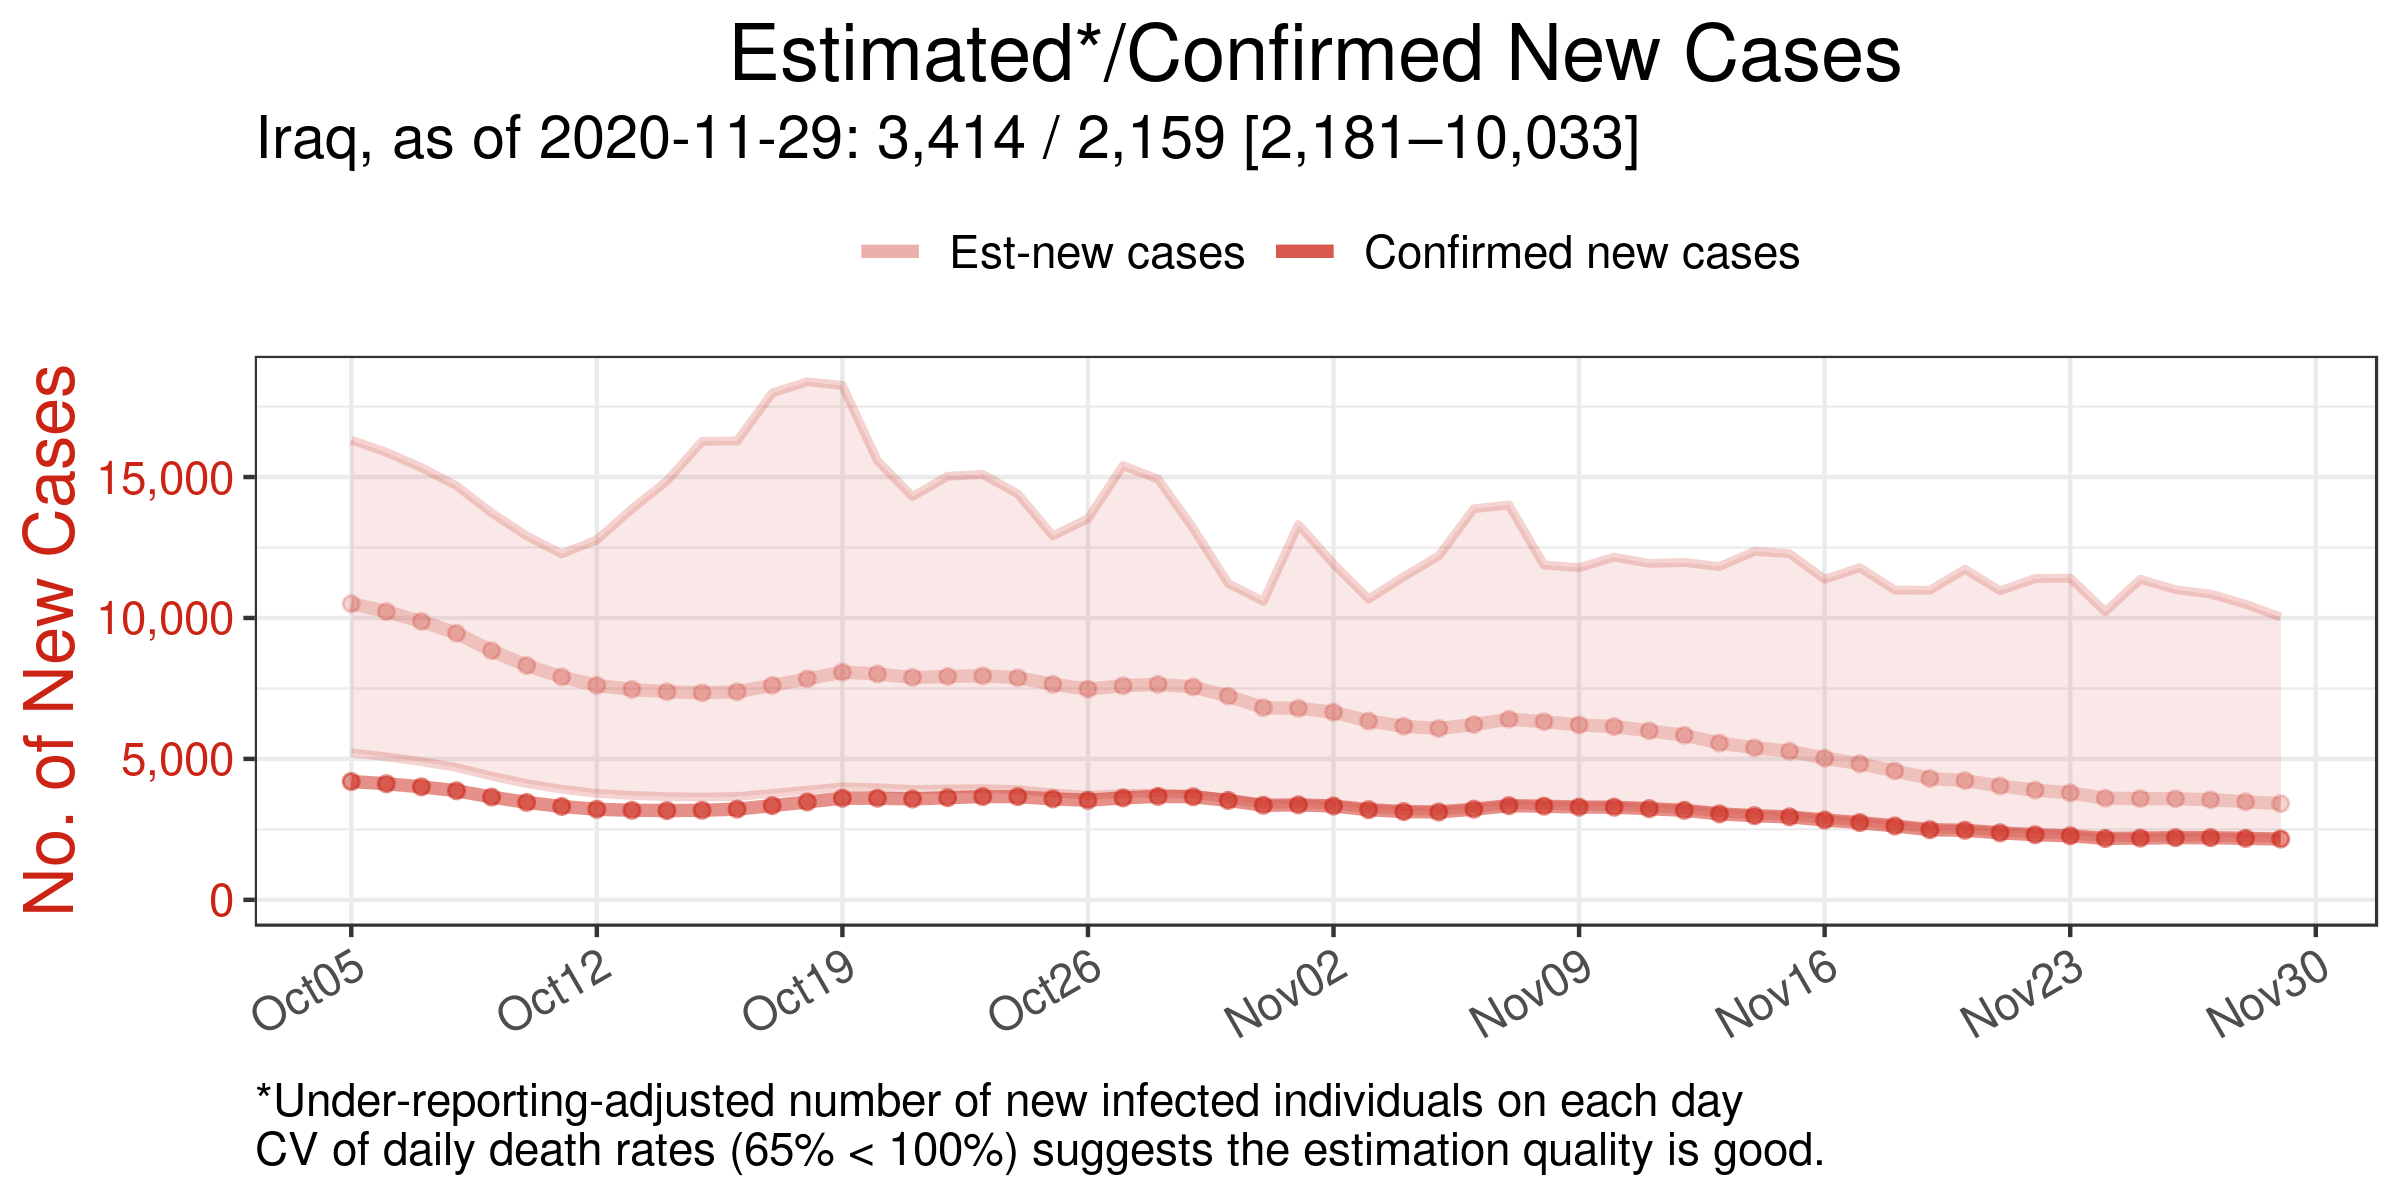 Estimated*/Confirmed New Cases
Iraq, as of 2020-11-29: 3,414 / 2,159 [2,181–10,033]
Est-new cases
Confirmed new cases
No. of New Cases
15,000
10,000
5,000
0
Oct05
Oct12
Oct19
Oct26
Nov02
Nov09
Nov16
Nov23
Nov30
*Under-reporting-adjusted number of new infected individuals on each day
CV of daily death rates (65% < 100%) suggests the estimation quality is good.